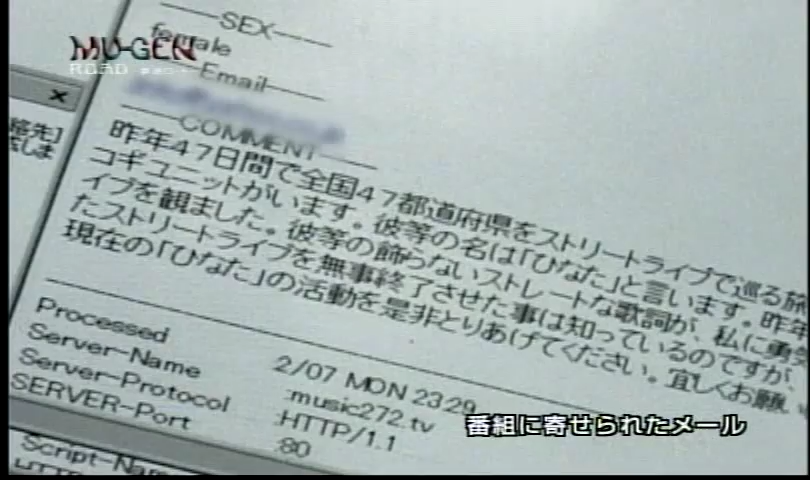 MU-GEN
ROAD
SEX
female
Email
COMMENT
昨年47日間で全国47都道府県をストリートライブで巡る旅
コギユニットがいます。彼等の名は「ひなた」と言います。昨年
イブを観ました。彼等の飾らないストレートな歌詞が、私に勇気
たストリートライブを無事終了させた事は知っているのですが、
現在の「ひなた」の活動を是非とりあげてください。宜しくお願い
Processed 2/07 MON 23:29
Server-Name :music272.tv
Server-Protocol :HTTP/1.1
SERVER-Port :80
Script-Name
絡先]
番組に寄せられたメール